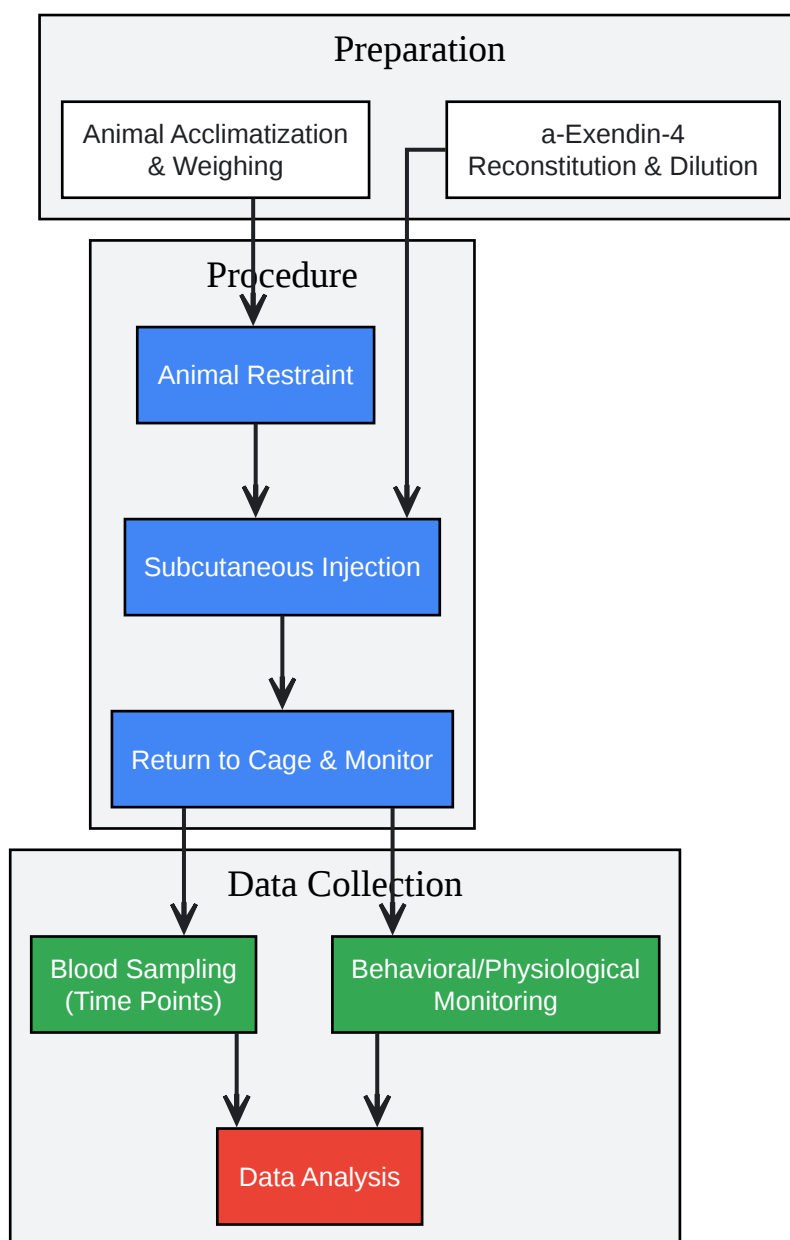 Preparation
Animal Acclimatization
& Weighing
a-Exendin-4
Reconstitution & Dilution
Procedure
Animal Restraint
Subcutaneous Injection
Return to Cage & Monitor
Data Collection
Blood Sampling
(Time Points)
Behavioral/Physiological
Monitoring
Data Analysis